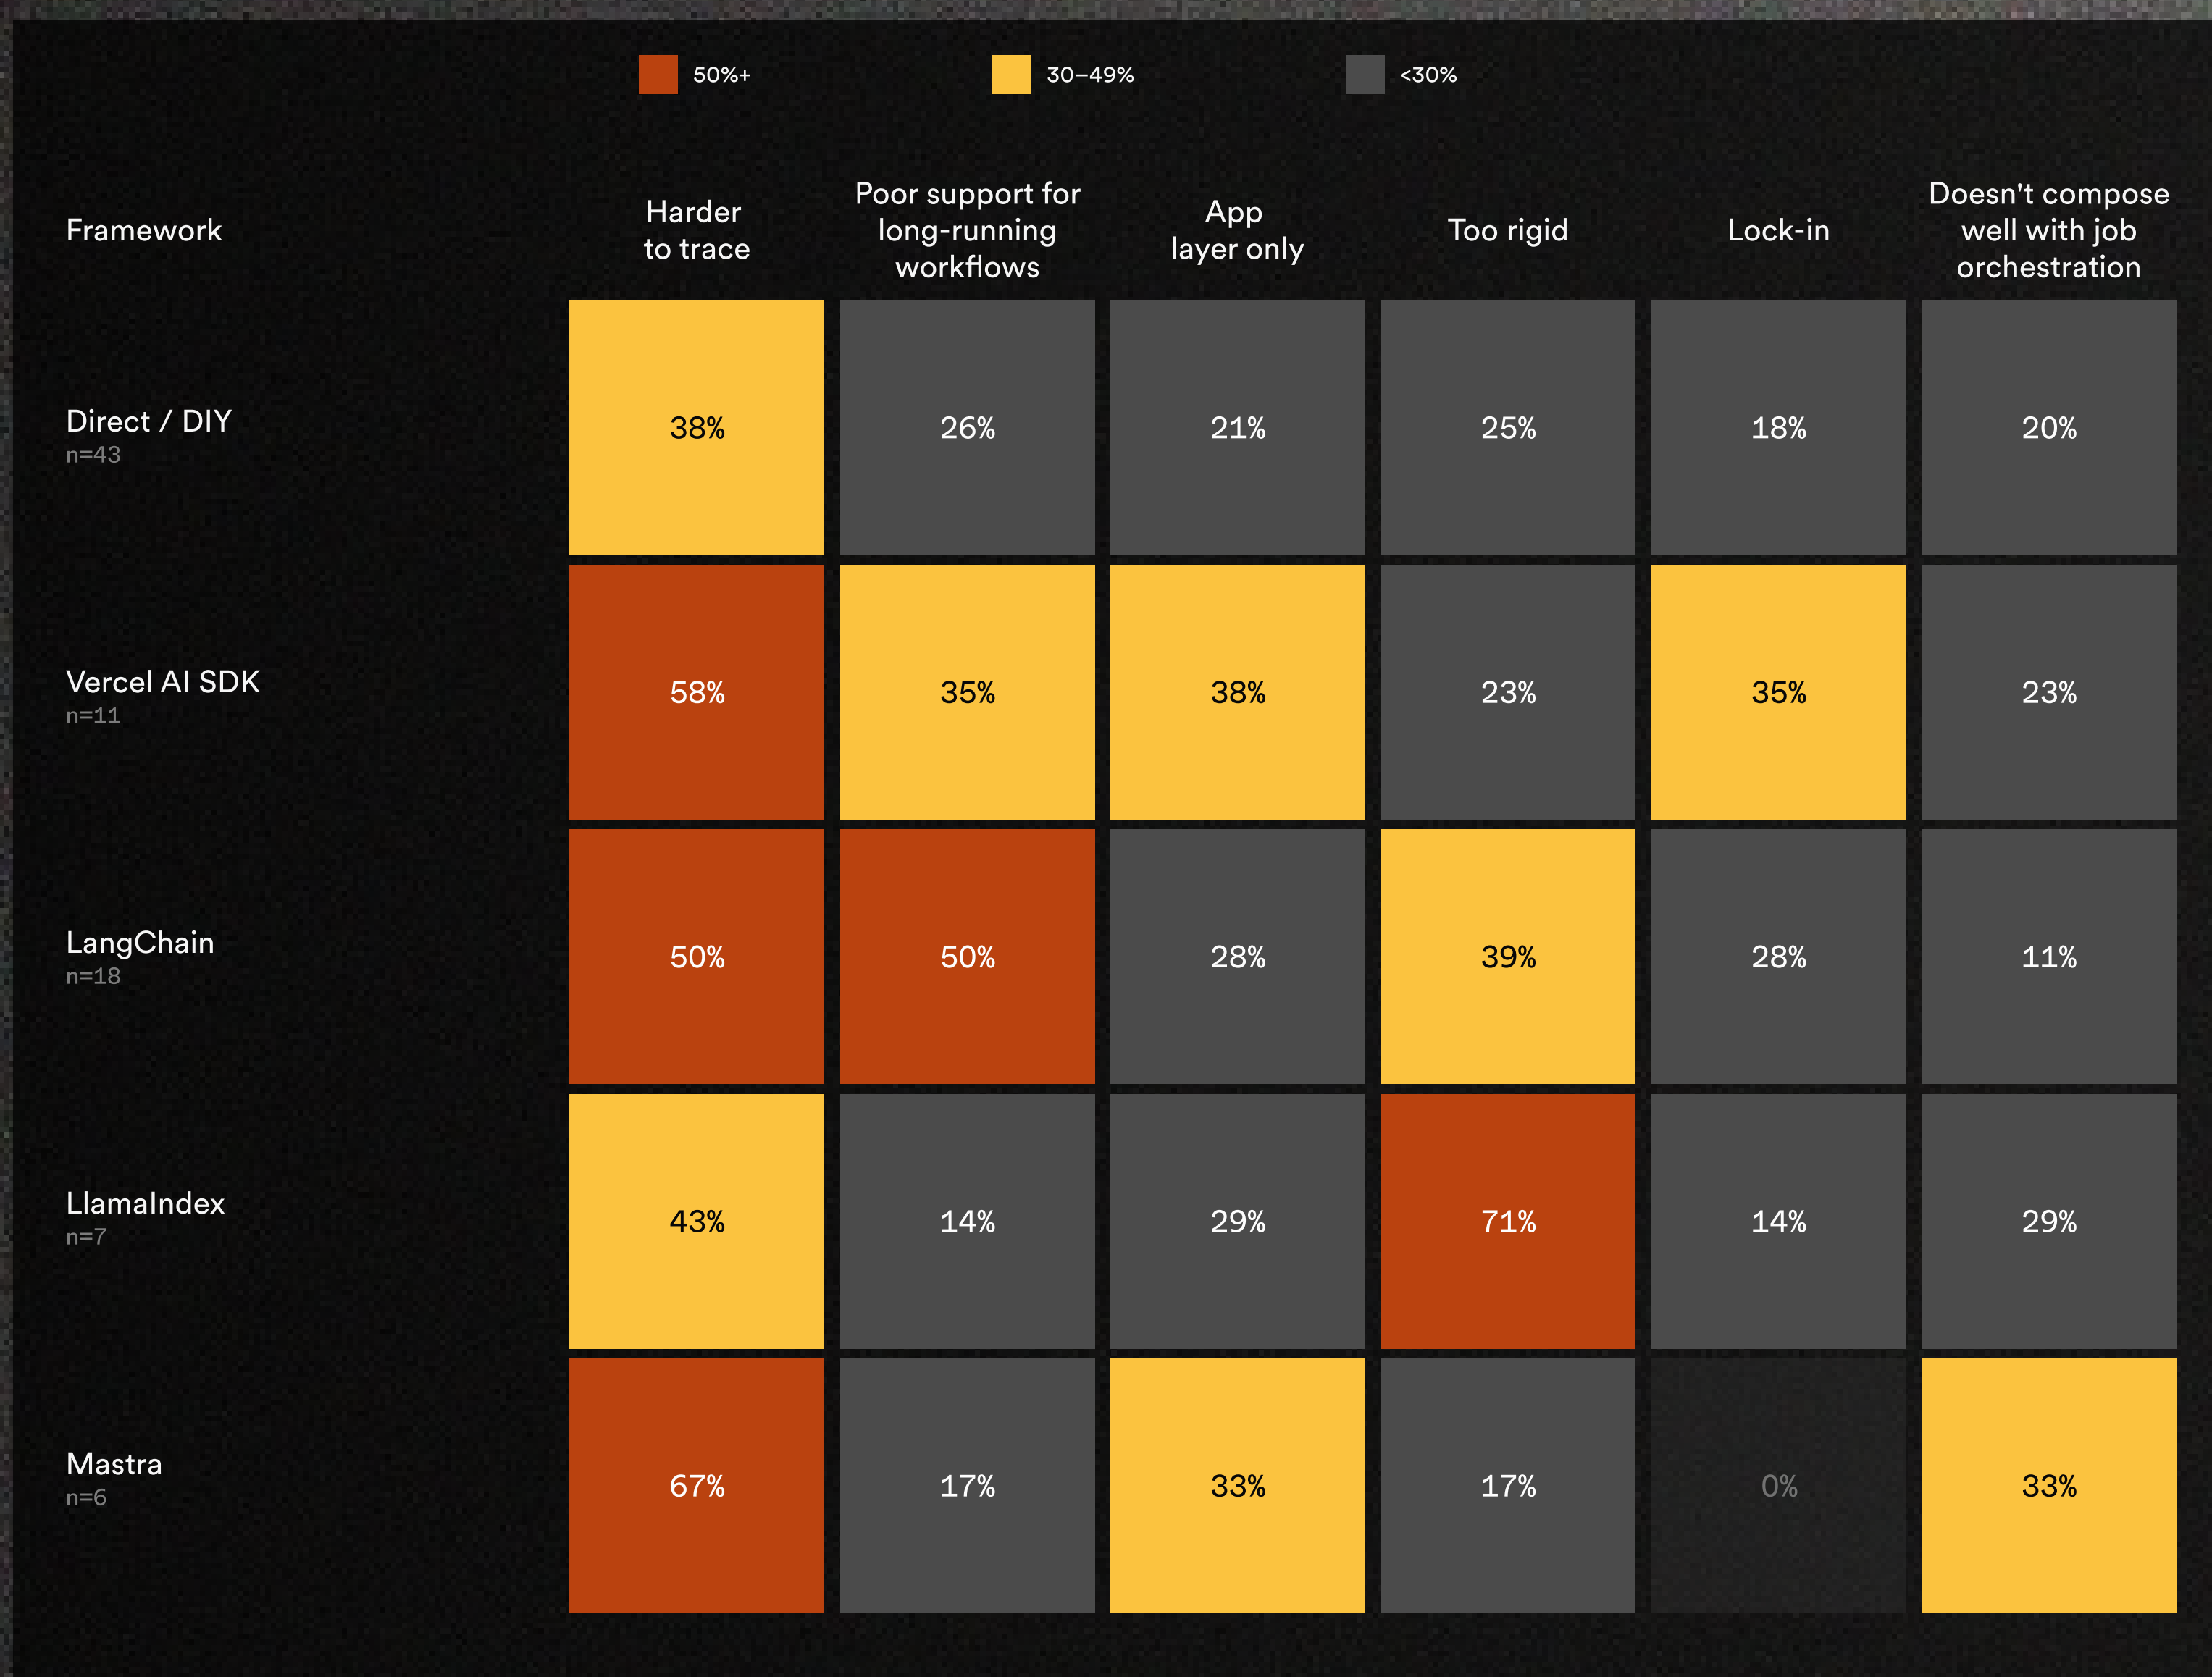 50%+
30–49%
<30%
Framework
Harder
to trace
Poor support for
long-running
workflows
App
layer only
Too rigid
Lock-in
Doesn't compose
well with job
orchestration
Direct / DIY
n=43
38%
26%
21%
25%
18%
20%
Vercel AI SDK
n=11
58%
35%
38%
23%
35%
23%
LangChain
n=18
50%
50%
28%
39%
28%
11%
LlamaIndex
n=7
43%
14%
29%
71%
14%
29%
Mastra
n=6
67%
17%
33%
17%
0%
33%